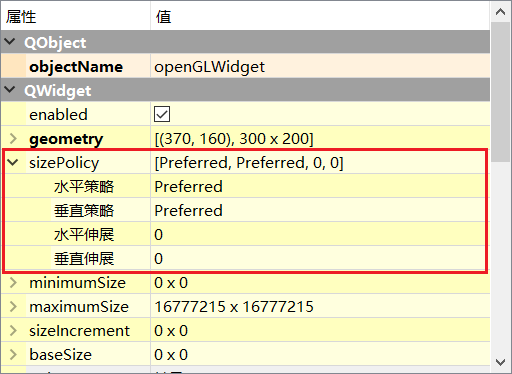 属性 值
QObject
objectName openGLWidget
QWidget
enabled
geometry [(370, 160), 300 x 200]
sizePolicy [Preferred, Preferred, 0, 0]
水平策略 Preferred
垂直策略 Preferred
水平伸展 0
垂直伸展 0
minimumSize 0 x 0
maximumSize 16777215 x 16777215
sizeIncrement 0 x 0
baseSize 0 x 0